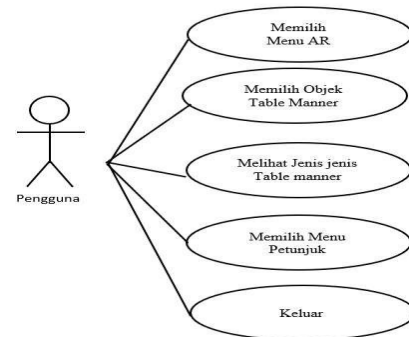 Memilih
Menu AR
Memilih Objek
Table Manner
Melihat Jenis jenis
Table manner
Pengguna
Memilih Menu
Petunjuk
Keluar